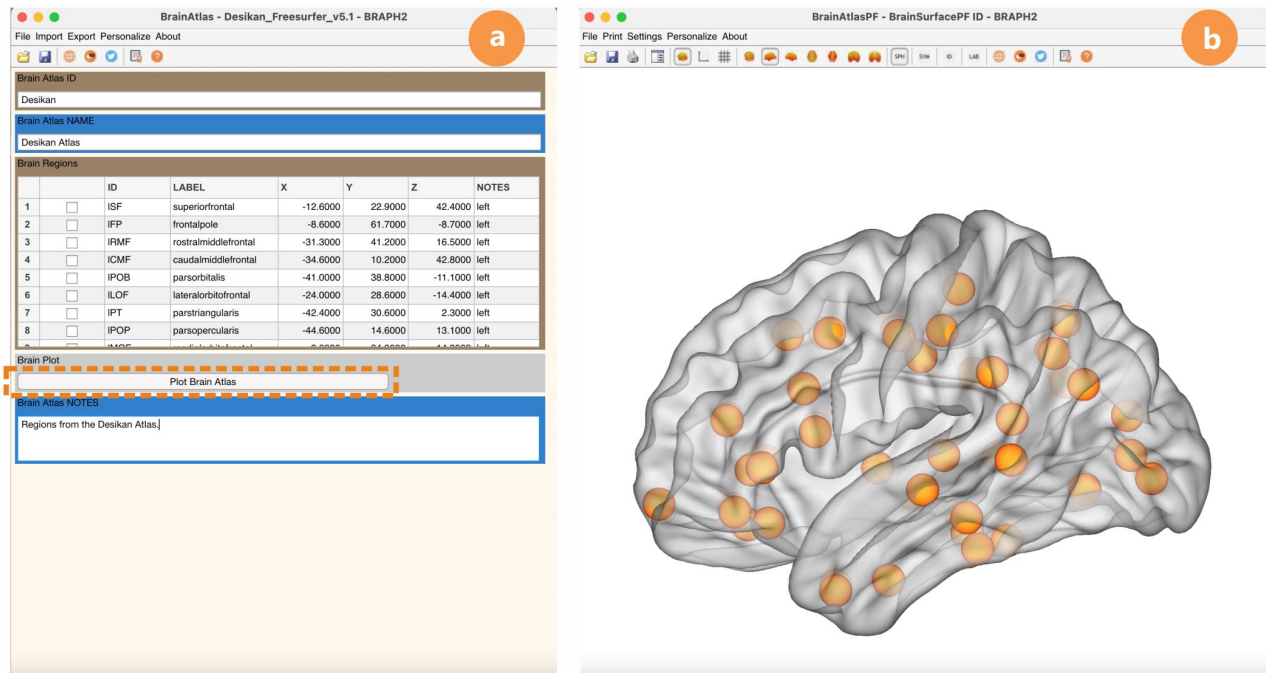 BrainAtlas - Desikan_Freesurfer_v5.1 - BRAPH2
a
File Import Export Personalize About
Brain Atlas ID
Desikan
Brain Atlas NAME
Desikan Atlas
Brain Regions
ID LABEL X Y Z NOTES
1 lSF superiorfrontal -12.6000 22.9000 42.4000 left
2 lFP frontalpole -8.6000 61.7000 -8.7000 left
3 lRMF rostralmiddlefrontal -31.3000 41.2000 16.5000 left
4 lCMF caudalmiddlefrontal -34.6000 10.2000 42.8000 left
5 lPOB parsorbitalis -41.0000 38.8000 -11.1000 left
6 lLOF lateralorbitofrontal -24.0000 28.6000 -14.4000 left
7 lPT parstriangularis -42.4000 30.6000 2.3000 left
8 lPOP parsopercularis -44.6000 14.6000 13.1000 left
Brain Plot
Plot Brain Atlas
Brain Atlas NOTES
Regions from the Desikan Atlas.
BrainAtlasPF - BrainSurfacePF ID - BRAPH2
b
File Print Settings Personalize About
SPH SYM ID LAB